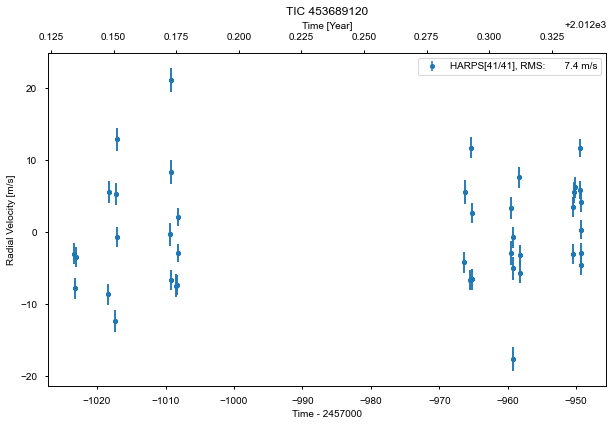 TIC 453689120
Time [Year]
+2.012e3
0.125 0.150 0.175 0.200 0.225 0.250 0.275 0.300 0.325
HARPS[41/41], RMS: 7.4 m/s
Radial Velocity [m/s]
20
10
0
−10
−20
−1020 −1010 −1000 −990 −980 −970 −960 −950
Time - 2457000